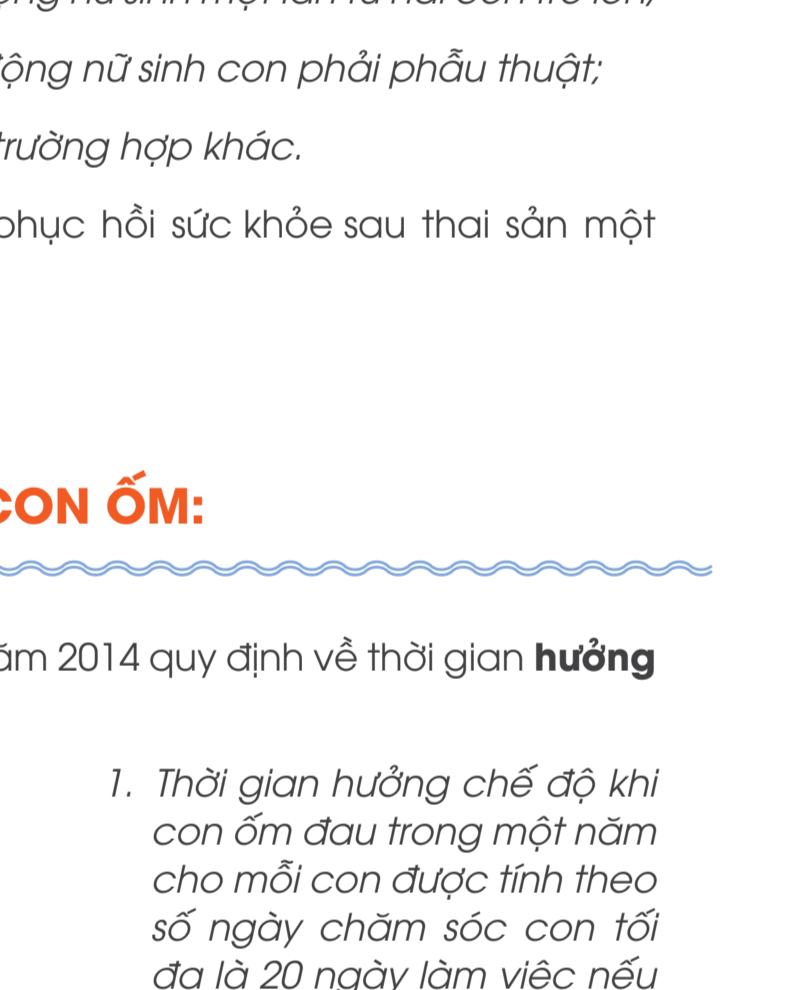 động nữ sinh con phải phẫu thuật;
trường hợp khác.
phục hồi sức khỏe sau thai sản một
CON ỐM:
năm 2014 quy định về thời gian hưởng
1. Thời gian hưởng chế độ khi
con ốm đau trong một năm
cho mỗi con được tính theo
số ngày chăm sóc con tối
đa là 20 ngày làm việc nếu